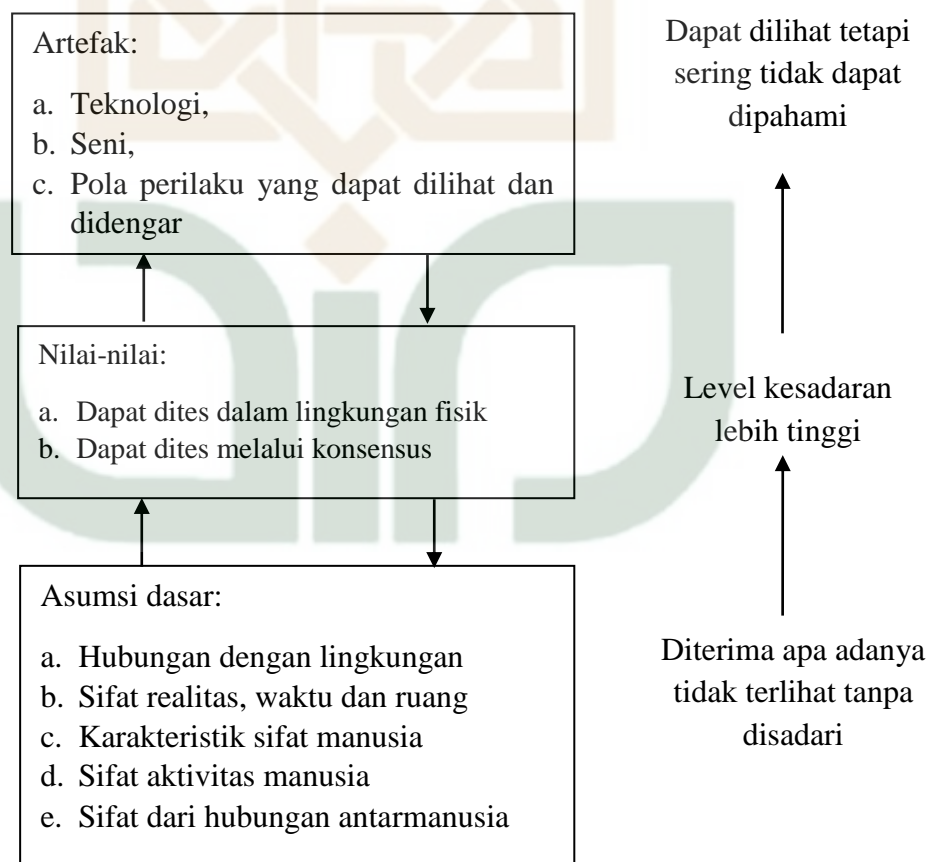 Artefak:
a. Teknologi,
b. Seni,
c. Pola perilaku yang dapat dilihat dan
didengar
Dapat dilihat tetapi
sering tidak dapat
dipahami
Nilai-nilai:
a. Dapat dites dalam lingkungan fisik
b. Dapat dites melalui konsensus
Level kesadaran
lebih tinggi
Asumsi dasar:
a. Hubungan dengan lingkungan
b. Sifat realitas, waktu dan ruang
c. Karakteristik sifat manusia
d. Sifat aktivitas manusia
e. Sifat dari hubungan antarmanusia
Diterima apa adanya
tidak terlihat tanpa
disadari